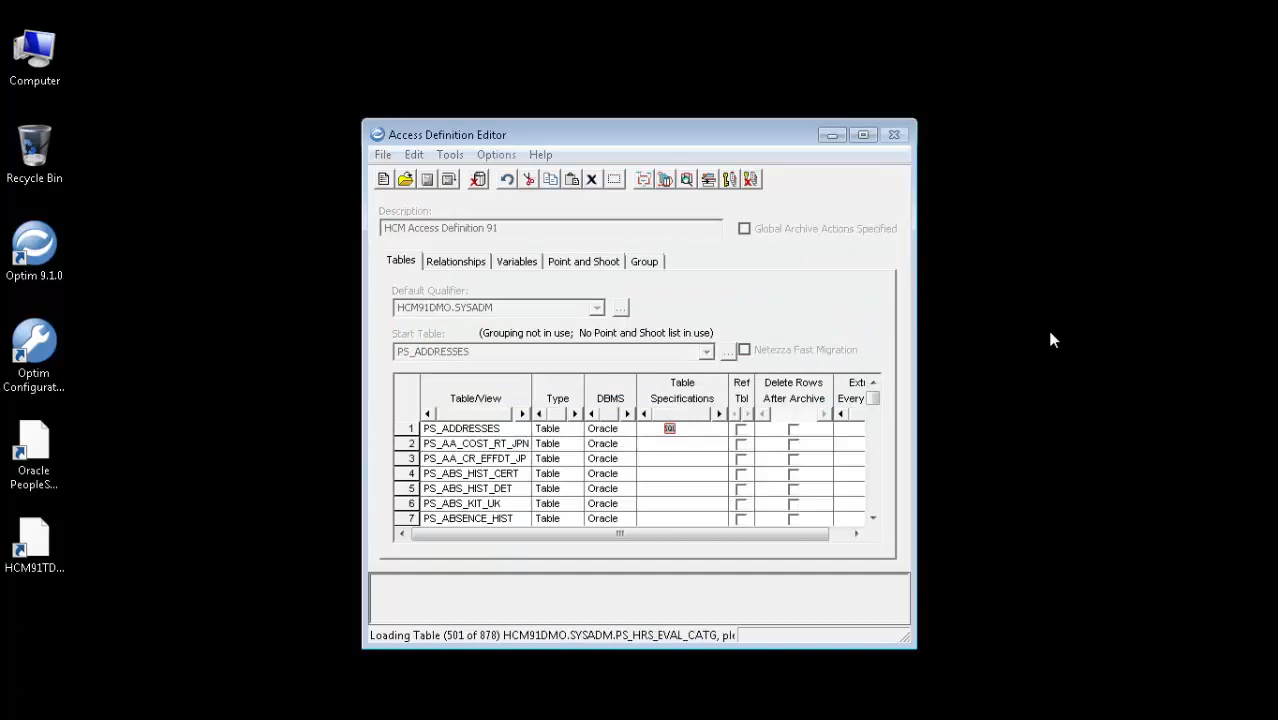 Computer
Recycle Bin
Optim 9.1.0
Optim
Configurat...
Oracle
PeopleS...
HCM91TD...
Access Definition Editor
File Edit Tools Options Help
Description:
HCM Access Definition 91
Global Archive Actions Specified
Tables Relationships Variables Point and Shoot Group
Default Qualifier:
HCM91DMO.SYSADM
...
Start Table: (Grouping not in use; No Point and Shoot list in use)
PS_ADDRESSES
... Netezza Fast Migration
Table/View Type DBMS Table Specifications Ref Tbl Delete Rows After Archive Extr Every
1 PS_ADDRESSES Table Oracle SQL
2 PS_AA_COST_RT_JPN Table Oracle
3 PS_AA_CR_EFFDT_JP Table Oracle
4 PS_ABS_HIST_CERT Table Oracle
5 PS_ABS_HIST_DET Table Oracle
6 PS_ABS_KIT_UK Table Oracle
7 PS_ABSENCE_HIST Table Oracle
Loading Table (501 of 878) HCM91DMO.SYSADM.PS_HRS_EVAL_CATG, ple